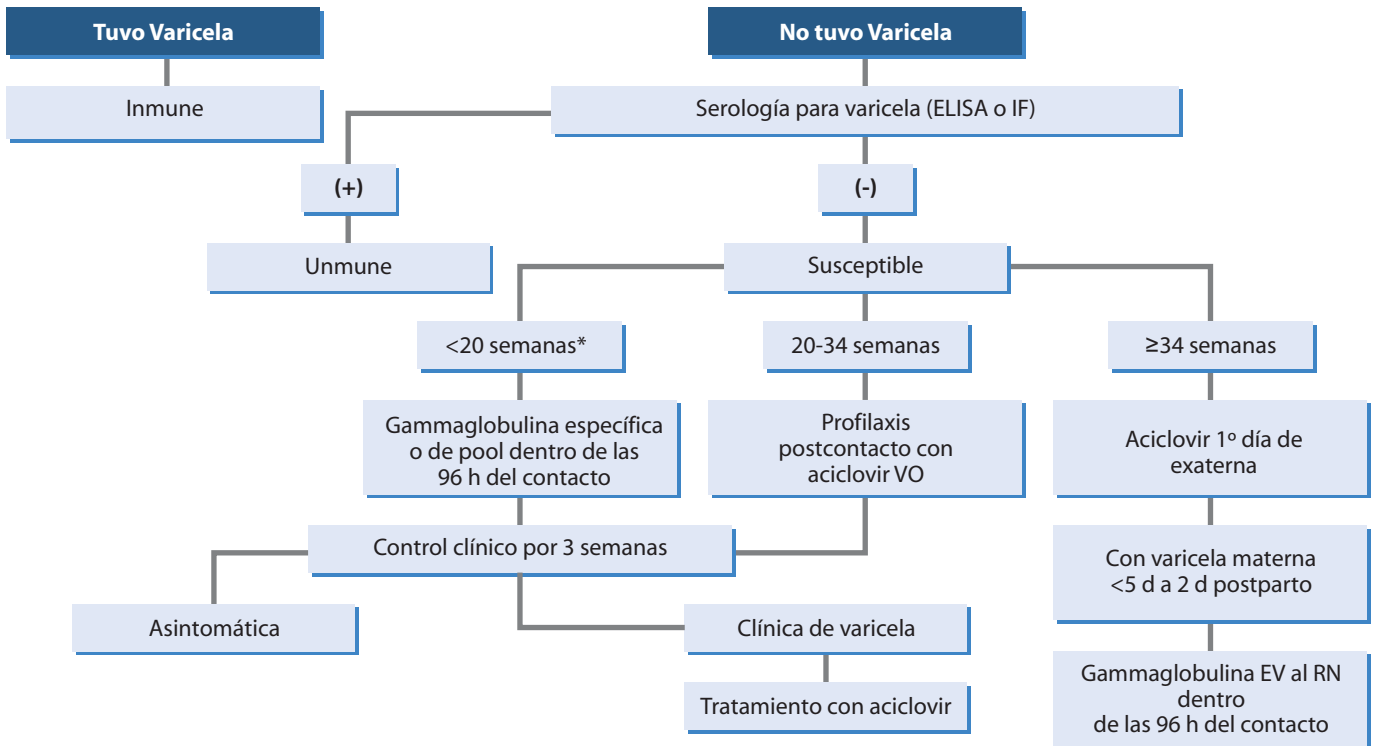 Tuvo Varicela
No tuvo Varicela
Inmune
Serología para varicela (ELISA o IF)
(+)
(-)
Unmune
Susceptible
<20 semanas*
20-34 semanas
≥34 semanas
Gammaglobulina específica
o de pool dentro de las
96 h del contacto
Profilaxis
postcontacto con
aciclovir VO
Aciclovir 1º día de
exaterna
Control clínico por 3 semanas
Con varicela materna
<5 d a 2 d postparto
Asintomática
Clínica de varicela
Tratamiento con aciclovir
Gammaglobulina EV al RN
dentro
de las 96 h del contacto